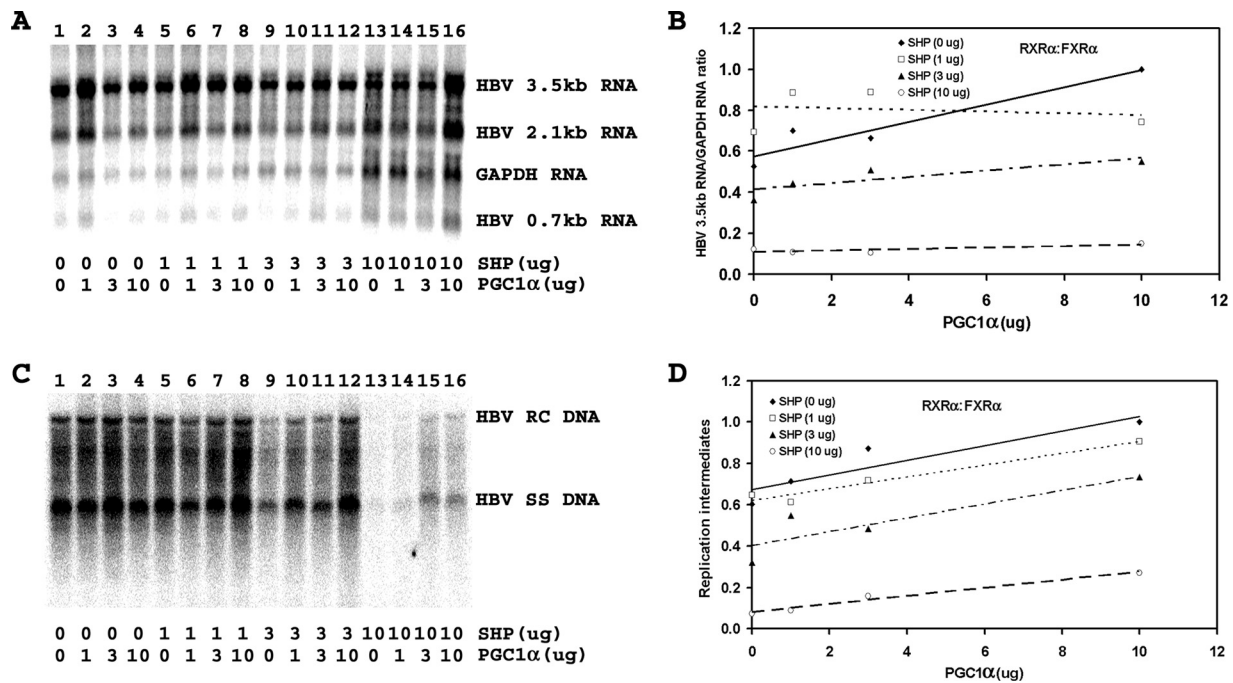 A
1 2 3 4 5 6 7 8 9 10 11 12 13 14 15 16
HBV 3.5kb RNA
HBV 2.1kb RNA
GAPDH RNA
HBV 0.7kb RNA
0 0 0 0 1 1 1 1 3 3 3 3 10 10 10 10 SHP(ug)
0 1 3 10 0 1 3 10 0 1 3 10 0 1 3 10 PGC1α(ug)
B
HBV 3.5kb RNA/GAPDH RNA ratio
1.2
1.0
0.8
0.6
0.4
0.2
0.0
SHP (0 ug)
SHP (1 ug)
SHP (3 ug)
SHP (10 ug)
RXRα:FXRα
0 2 4 6 8 10 12
PGC1α(ug)
C
1 2 3 4 5 6 7 8 9 10 11 12 13 14 15 16
HBV RC DNA
HBV SS DNA
0 0 0 0 1 1 1 1 3 3 3 3 10 10 10 10 SHP(ug)
0 1 3 10 0 1 3 10 0 1 3 10 0 1 3 10 PGC1α(ug)
D
Replication intermediates
1.2
1.0
0.8
0.6
0.4
0.2
0.0
SHP (0 ug)
SHP (1 ug)
SHP (3 ug)
SHP (10 ug)
RXRα:FXRα
0 2 4 6 8 10 12
PGC1α(ug)